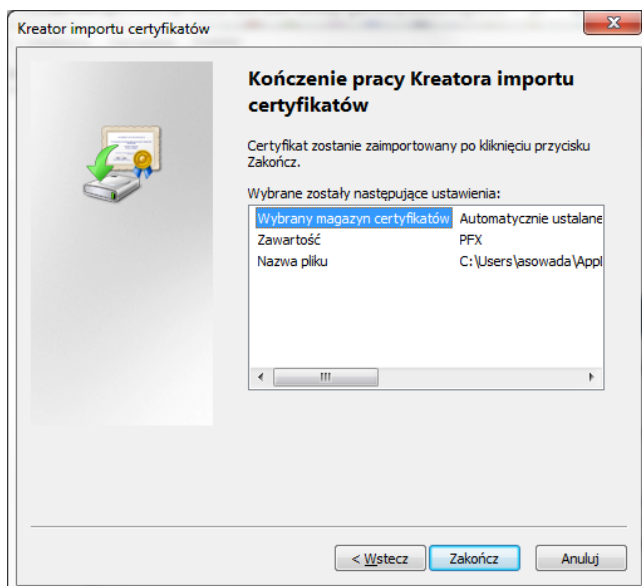 Kreator importu certyfikatów
Kończenie pracy Kreatora importu
certyfikatów
Certyfikat zostanie zaimportowany po kliknięciu przycisku
Zakończ.
Wybrane zostały następujące ustawienia:
Wybrany magazyn certyfikatów Automatycznie ustalane
Zawartość PFX
Nazwa pliku C:\Users\asowada\Appl
< Wstecz Zakończ Anuluj